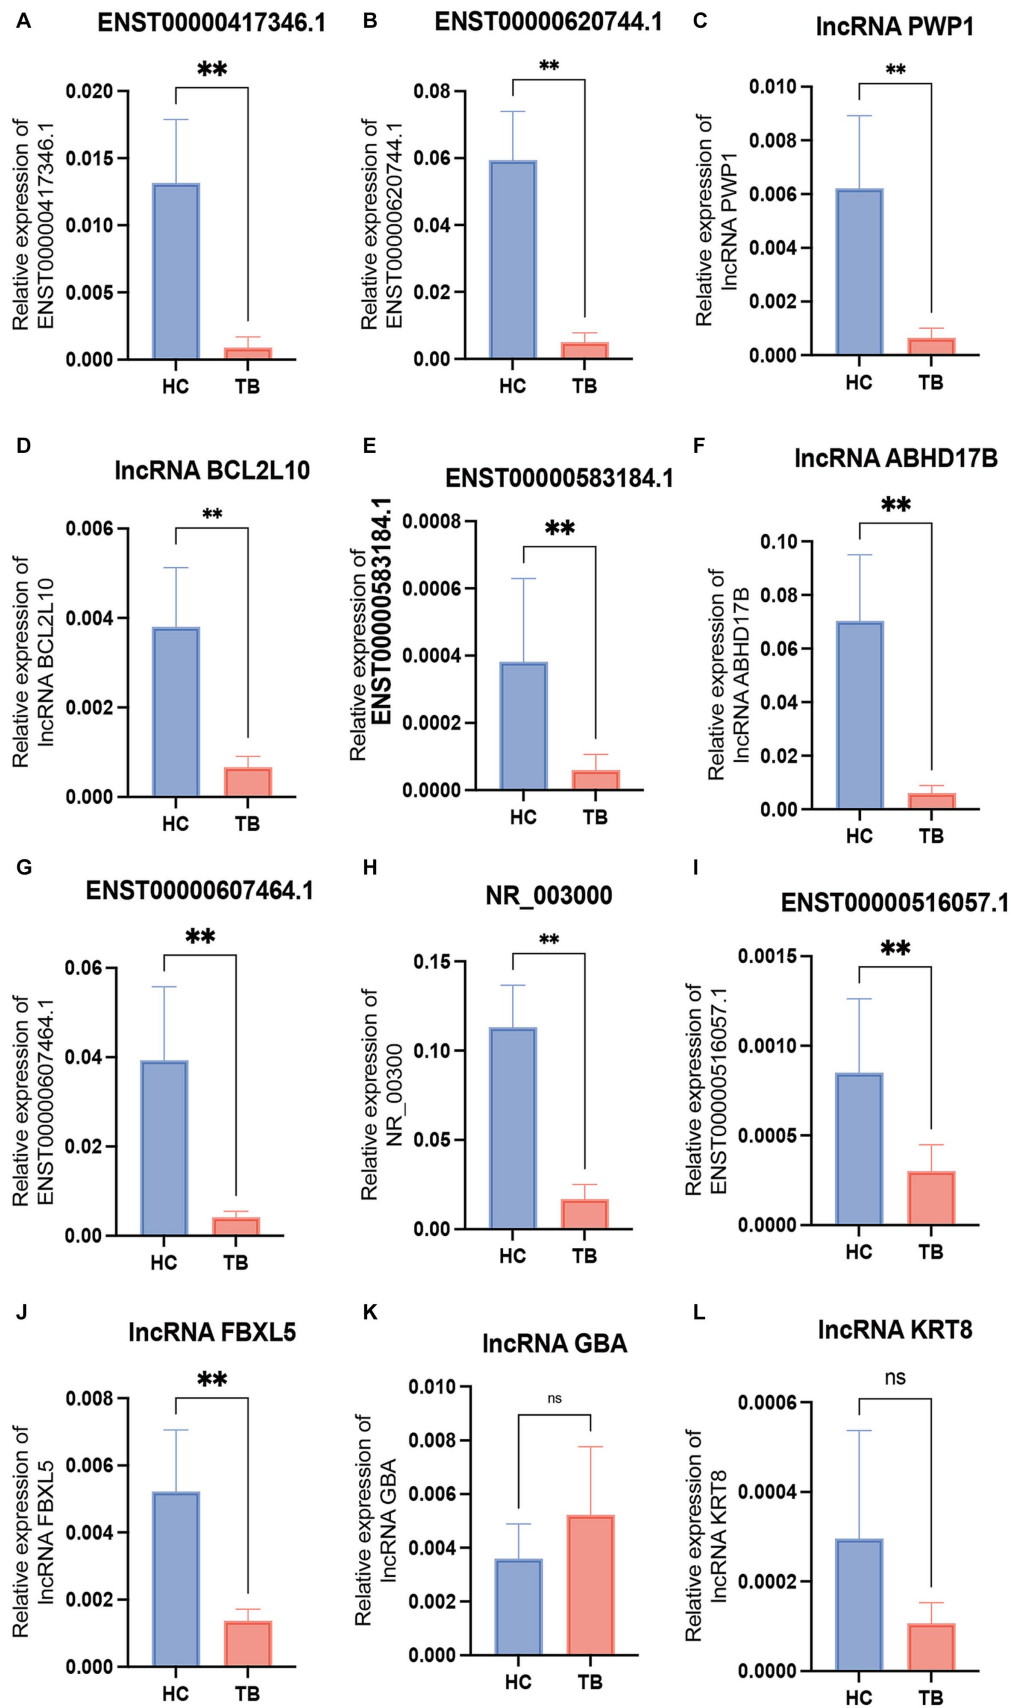 A
ENST00000417346.1
**
0.020
0.015
0.010
0.005
0.000
Relative expression of
ENST00000417346.1
HC
TB
B
ENST00000620744.1
**
0.08
0.06
0.04
0.02
0.00
Relative expression of
ENST00000620744.1
HC
TB
C
lncRNA PWP1
**
0.010
0.008
0.006
0.004
0.002
0.000
Relative expression of
lncRNA PWP1
HC
TB
D
lncRNA BCL2L10
**
0.006
0.004
0.002
0.000
Relative expression of
lncRNA BCL2L10
HC
TB
E
ENST00000583184.1
**
0.0008
0.0006
0.0004
0.0002
0.0000
Relative expression of
ENST00000583184.1
HC
TB
F
lncRNA ABHD17B
**
0.10
0.08
0.06
0.04
0.02
0.00
Relative expression of
lncRNA ABHD17B
HC
TB
G
ENST00000607464.1
**
0.06
0.04
0.02
0.00
Relative expression of
ENST00000607464.1
HC
TB
H
NR_003000
**
0.15
0.10
0.05
0.00
Relative expression of
NR_00300
HC
TB
I
ENST00000516057.1
**
0.0015
0.0010
0.0005
0.0000
Relative expression of
ENST00000516057.1
HC
TB
J
lncRNA FBXL5
**
0.008
0.006
0.004
0.002
0.000
Relative expression of
lncRNA FBXL5
HC
TB
K
lncRNA GBA
ns
0.010
0.008
0.006
0.004
0.002
0.000
Relative expression of
lncRNA GBA
HC
TB
L
lncRNA KRT8
ns
0.0006
0.0004
0.0002
0.0000
Relative expression of
lncRNA KRT8
HC
TB